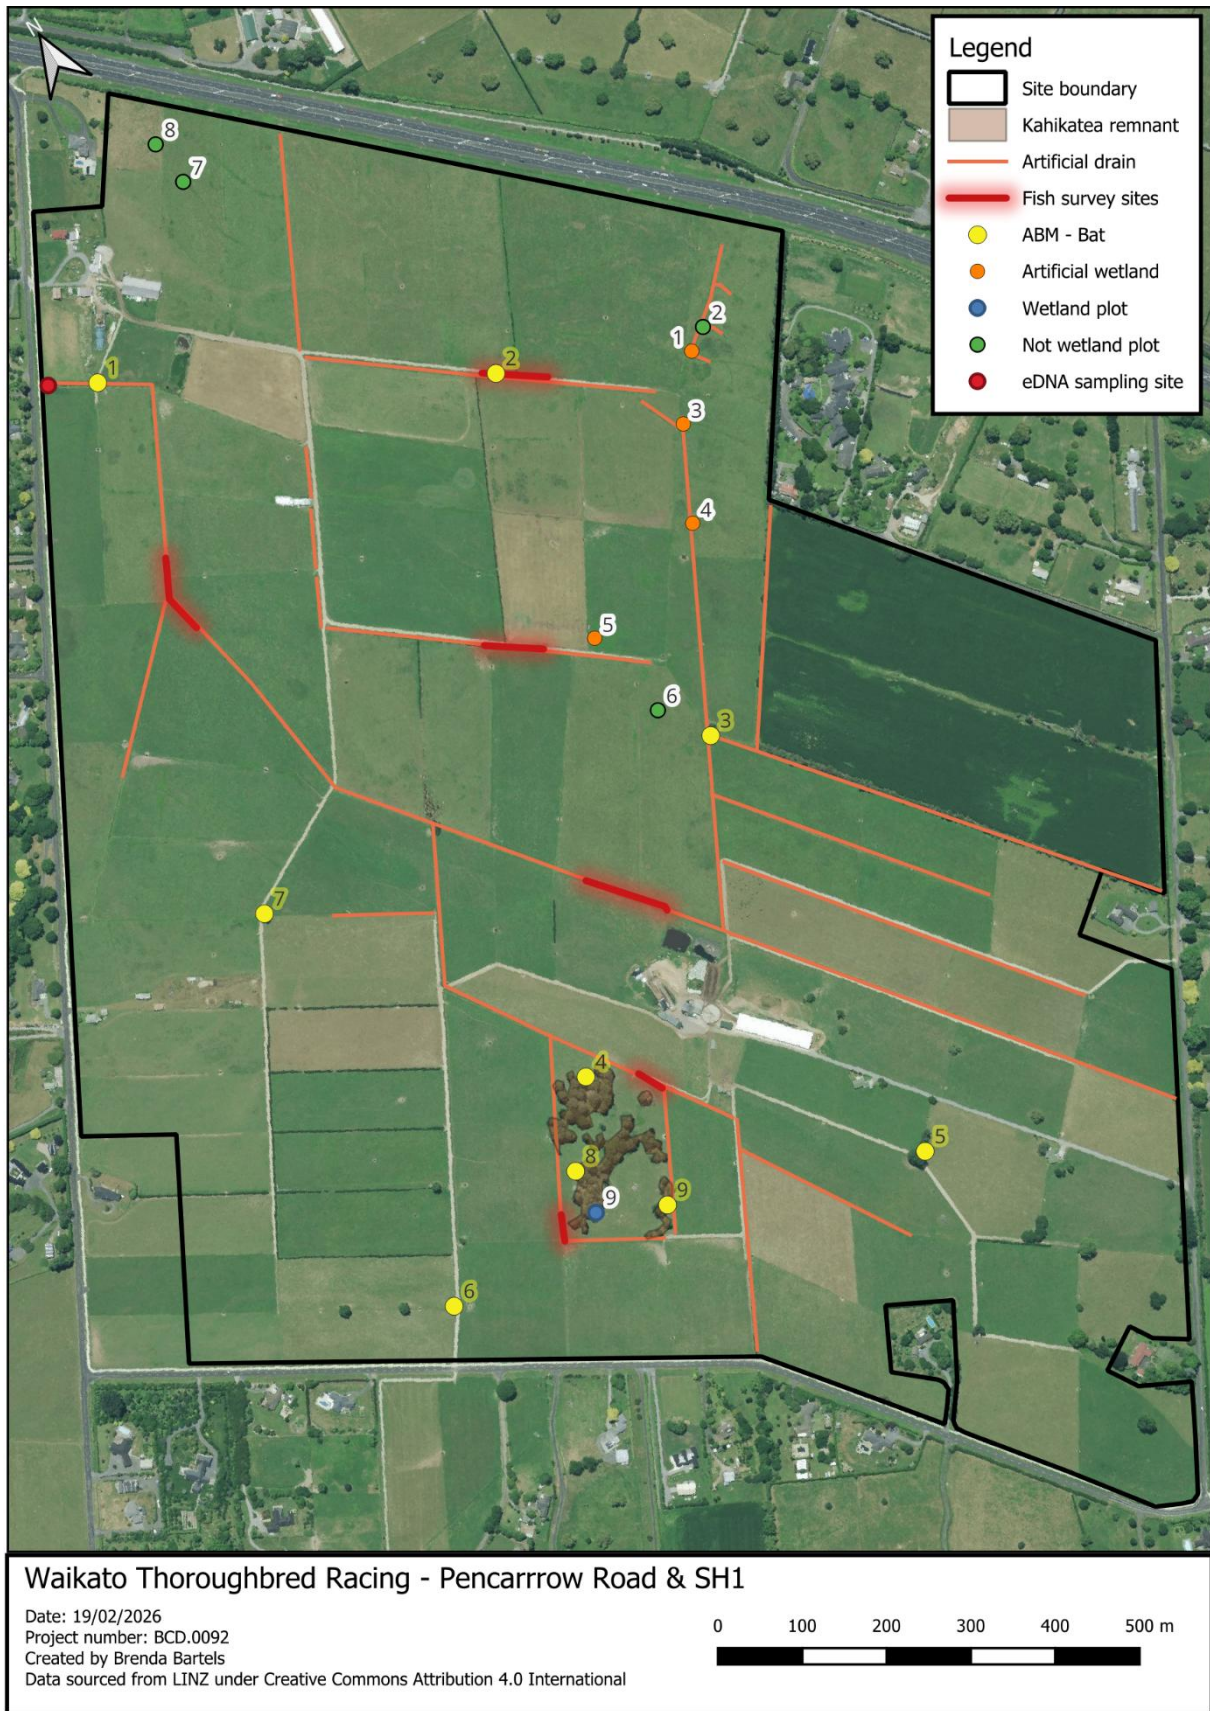 N
Legend
Site boundary
Kahikatea remnant
Artificial drain
Fish survey sites
ABM - Bat
Artificial wetland
Wetland plot
Not wetland plot
eDNA sampling site
8
7
2
1
1
2
3
4
5
6
3
7
4
5
8
9
9
6
Waikato Thoroughbred Racing - Pencarrrow Road & SH1
Date: 19/02/2026
Project number: BCD.0092
Created by Brenda Bartels
Data sourced from LINZ under Creative Commons Attribution 4.0 International
0 100 200 300 400 500 m